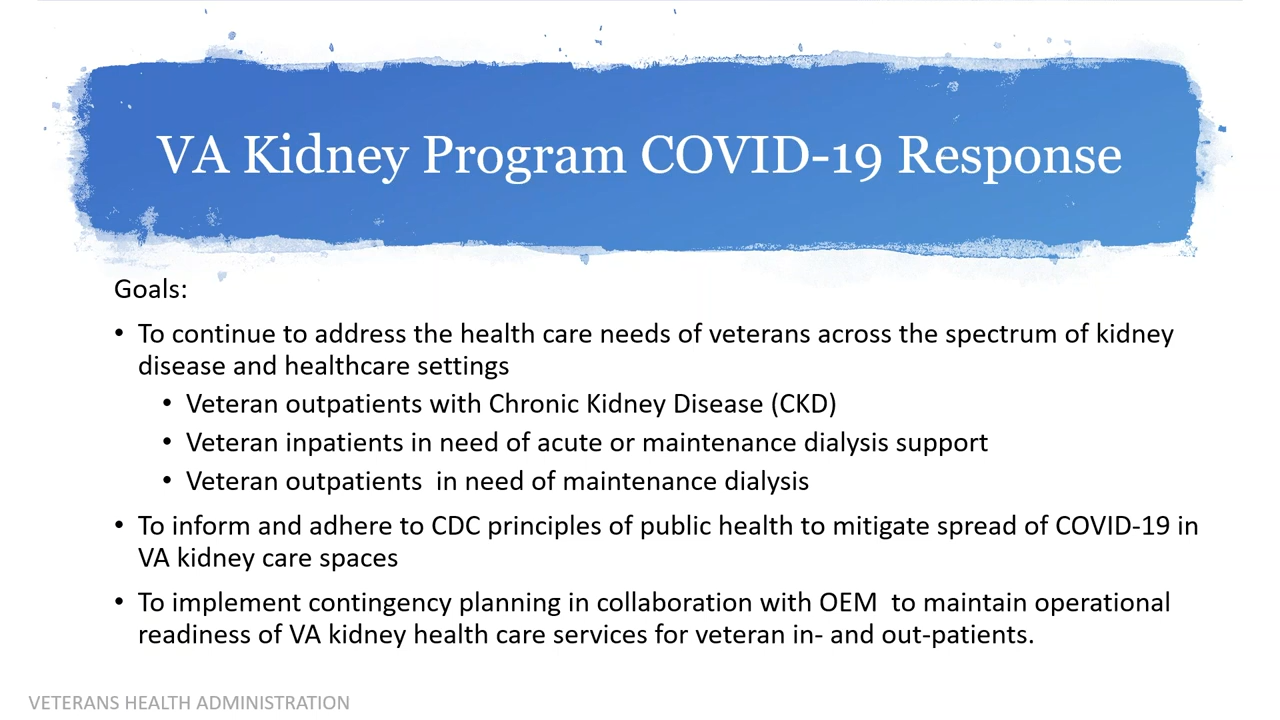 VA Kidney Program COVID-19 Response
Goals:
• To continue to address the health care needs of veterans across the spectrum of kidney
disease and healthcare settings
• Veteran outpatients with Chronic Kidney Disease (CKD)
• Veteran inpatients in need of acute or maintenance dialysis support
• Veteran outpatients  in need of maintenance dialysis
• To inform and adhere to CDC principles of public health to mitigate spread of COVID-19 in
VA kidney care spaces
• To implement contingency planning in collaboration with OEM  to maintain operational
readiness of VA kidney health care services for veteran in- and out-patients.
VETERANS HEALTH ADMINISTRATION